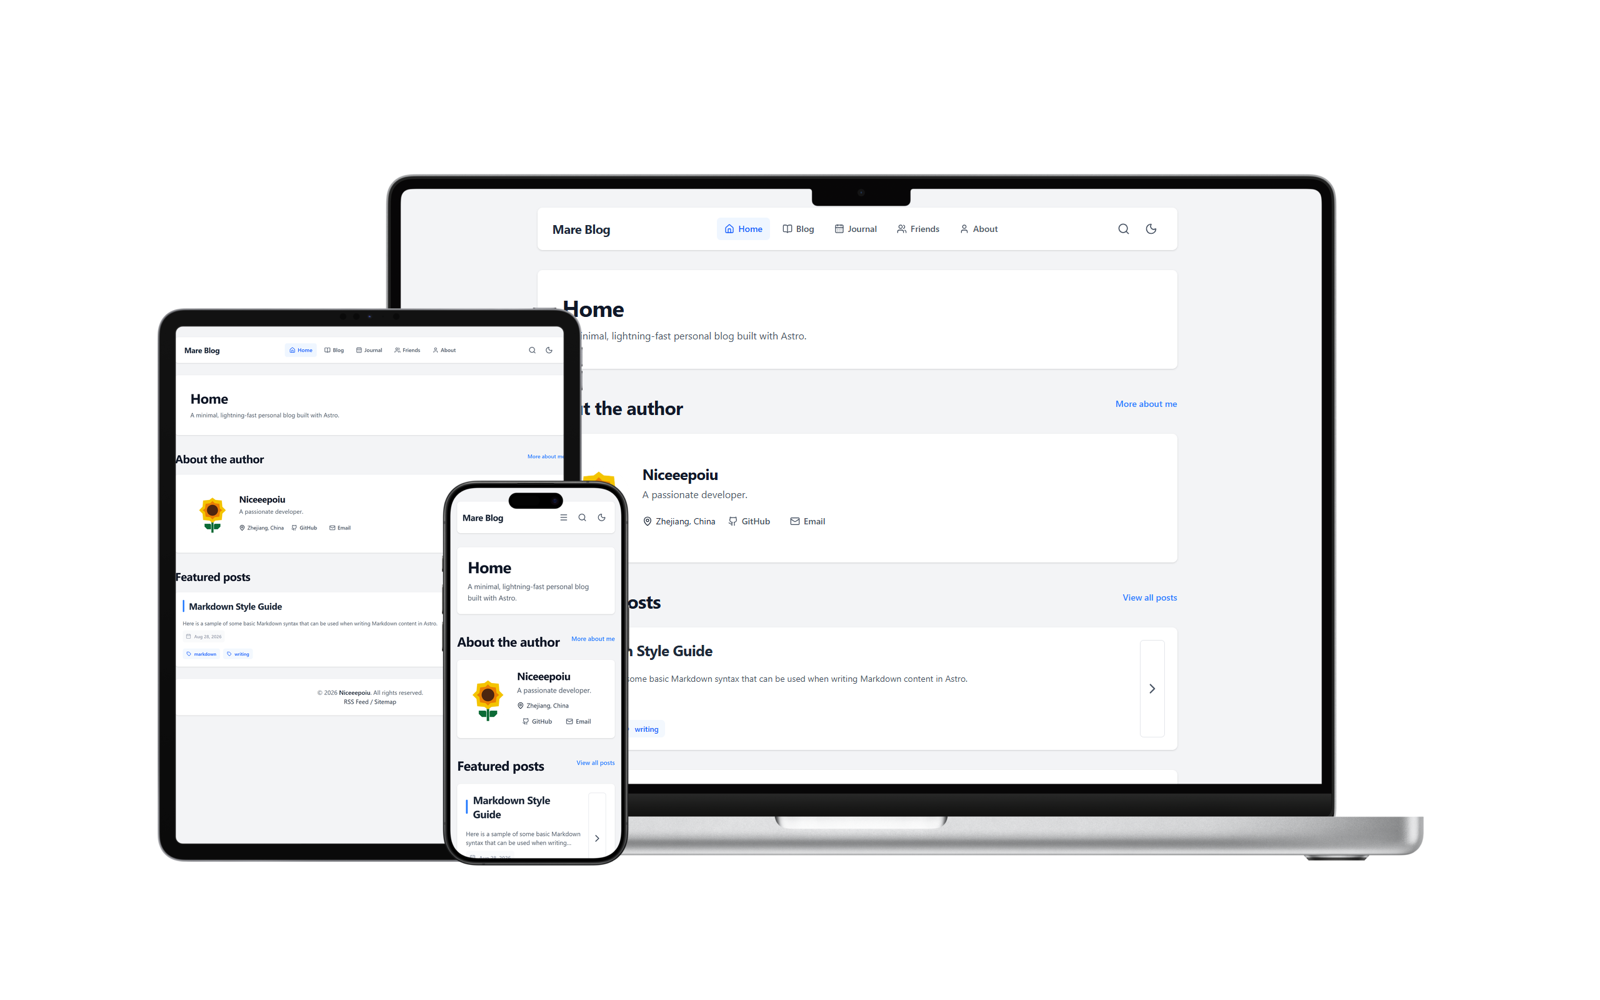 Mare Blog
Home
Blog
Journal
Friends
About
Home
nimal, lightning-fast personal blog built with Astro.
t the author
More about me
Niceeepoiu
A passionate developer.
Zhejiang, China
GitHub
Email
osts
View all posts
Style Guide
some basic Markdown syntax that can be used when writing Markdown content in Astro.
writing
Mare Blog
Home
Blog
Journal
Friends
About
Home
A minimal, lightning-fast personal blog built with Astro.
About the author
More about me
Niceeepoiu
A passionate developer.
Zhejiang, China
GitHub
Email
Featured posts
Markdown Style Guide
Here is a sample of some basic Markdown syntax that can be used when writing Markdown content in Astro.
Aug 28, 2026
markdown
writing
© 2026 Niceeepoiu. All rights reserved.
RSS Feed / Sitemap
Mare Blog
Home
A minimal, lightning-fast personal blog
built with Astro.
About the author
More about me
Niceeepoiu
A passionate developer.
Zhejiang, China
GitHub
Email
Featured posts
View all posts
Markdown Style
Guide
Here is a sample of some basic Markdown
syntax that can be used when writing...